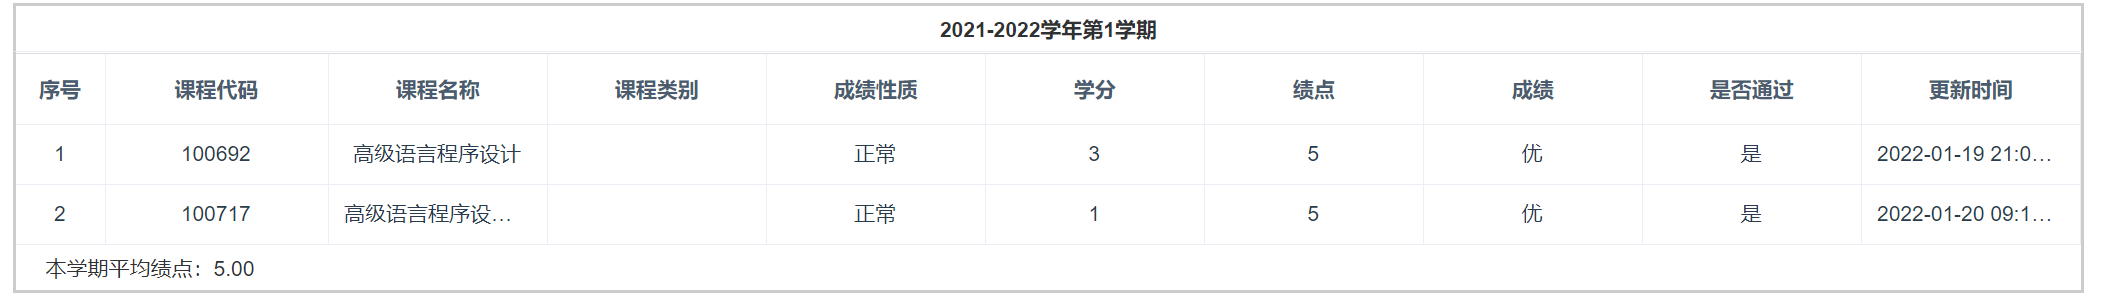 2021-2022学年第1学期
序号 课程代码 课程名称 课程类别 成绩性质 学分 绩点 成绩 是否通过 更新时间
1 100692 高级语言程序设计 正常 3 5 优 是 2022-01-19 21:0...
2 100717 高级语言程序设... 正常 1 5 优 是 2022-01-20 09:1...
本学期平均绩点：5.00